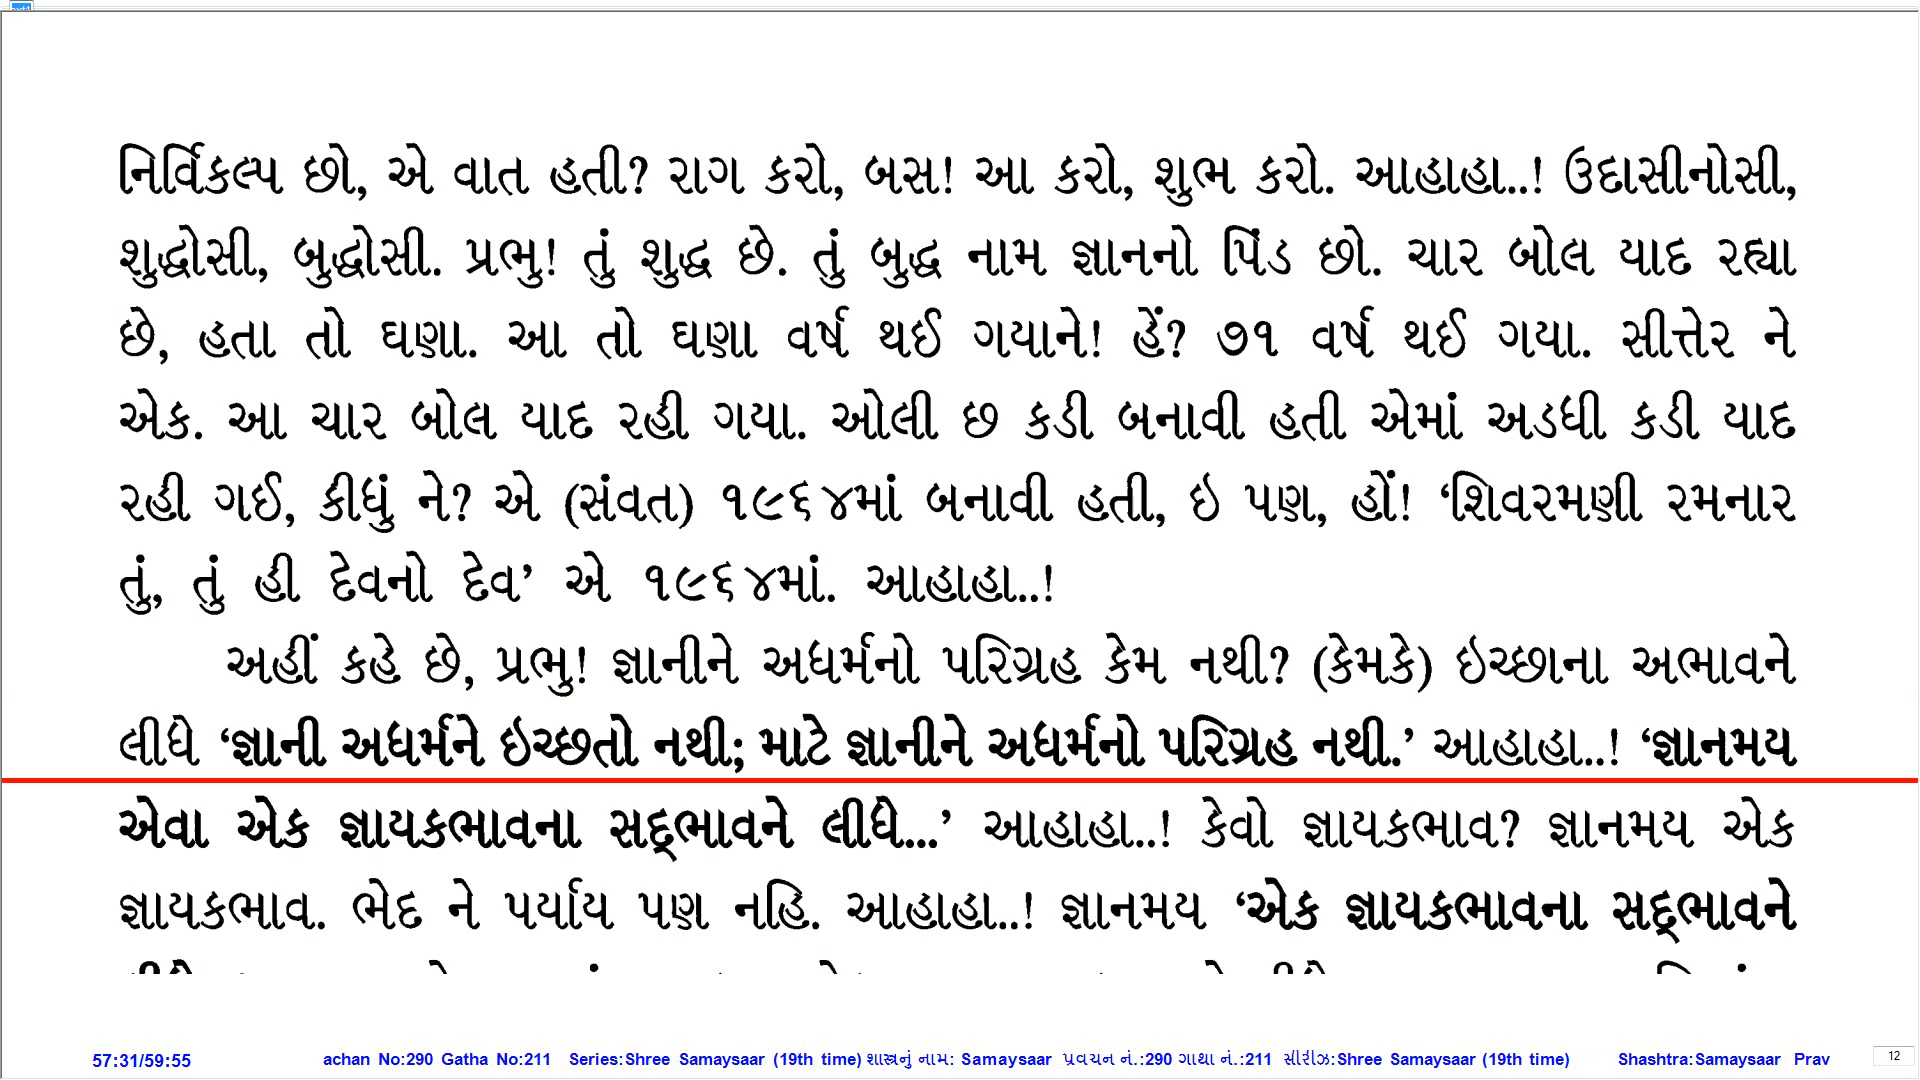 નિર્વિકલ્પ છો, એ વાત હતી? રાગ કરો, બસ! આ કરો, શુભ કરો. આહાહા..! ઉદાસીનોસી,
શુદ્ધોસી, બુદ્ધોસી. પ્રભુ! તું શુદ્ધ છે. તું બુદ્ધ નામ જ્ઞાનનો પિંડ છો. ચાર બોલ યાદ રહ્યા
છે, હતા તો ઘણા. આ તો ઘણા વર્ષ થઈ ગયાને! હેં? ૭૧ વર્ષ થઈ ગયા. સીત્તેર ને
એક. આ ચાર બોલ યાદ રહી ગયા. ઓલી છ કડી બનાવી હતી એમાં અડધી કડી યાદ
રહી ગઈ, કીધું ને? એ (સંવત) ૧૯૬૪માં બનાવી હતી, ઇ પણ, હોં! ‘શિવરમણી રમનાર
તું, તું હી દેવનો દેવ’ એ ૧૯૬૪માં. આહાહા..!
અહીં કહે છે, પ્રભુ! જ્ઞાનીને અધર્મનો પરિગ્રહ કેમ નથી? (કેમકે) ઇચ્છાના અભાવને
લીધે ‘જ્ઞાની અધર્મને ઇચ્છતો નથી; માટે જ્ઞાનીને અધર્મનો પરિગ્રહ નથી.’ આહાહા..! ‘જ્ઞાનમય
એવા એક જ્ઞાયકભાવના સદ્ભાવને લીધે...’ આહાહા..! કેવો જ્ઞાયકભાવ? જ્ઞાનમય એક
જ્ઞાયકભાવ. ભેદ ને પર્યાય પણ નહિ. આહાહા..! જ્ઞાનમય ‘એક જ્ઞાયકભાવના સદ્ભાવને
57:31/59:55 achan No:290 Gatha No:211 Series:Shree Samaysaar (19th time) શાસ્ત્રનું નામ: Samaysaar પ્રવચન નં.:290 ગાથા નં.:211 સીરીઝ:Shree Samaysaar (19th time) Shashtra:Samaysaar Prav 12